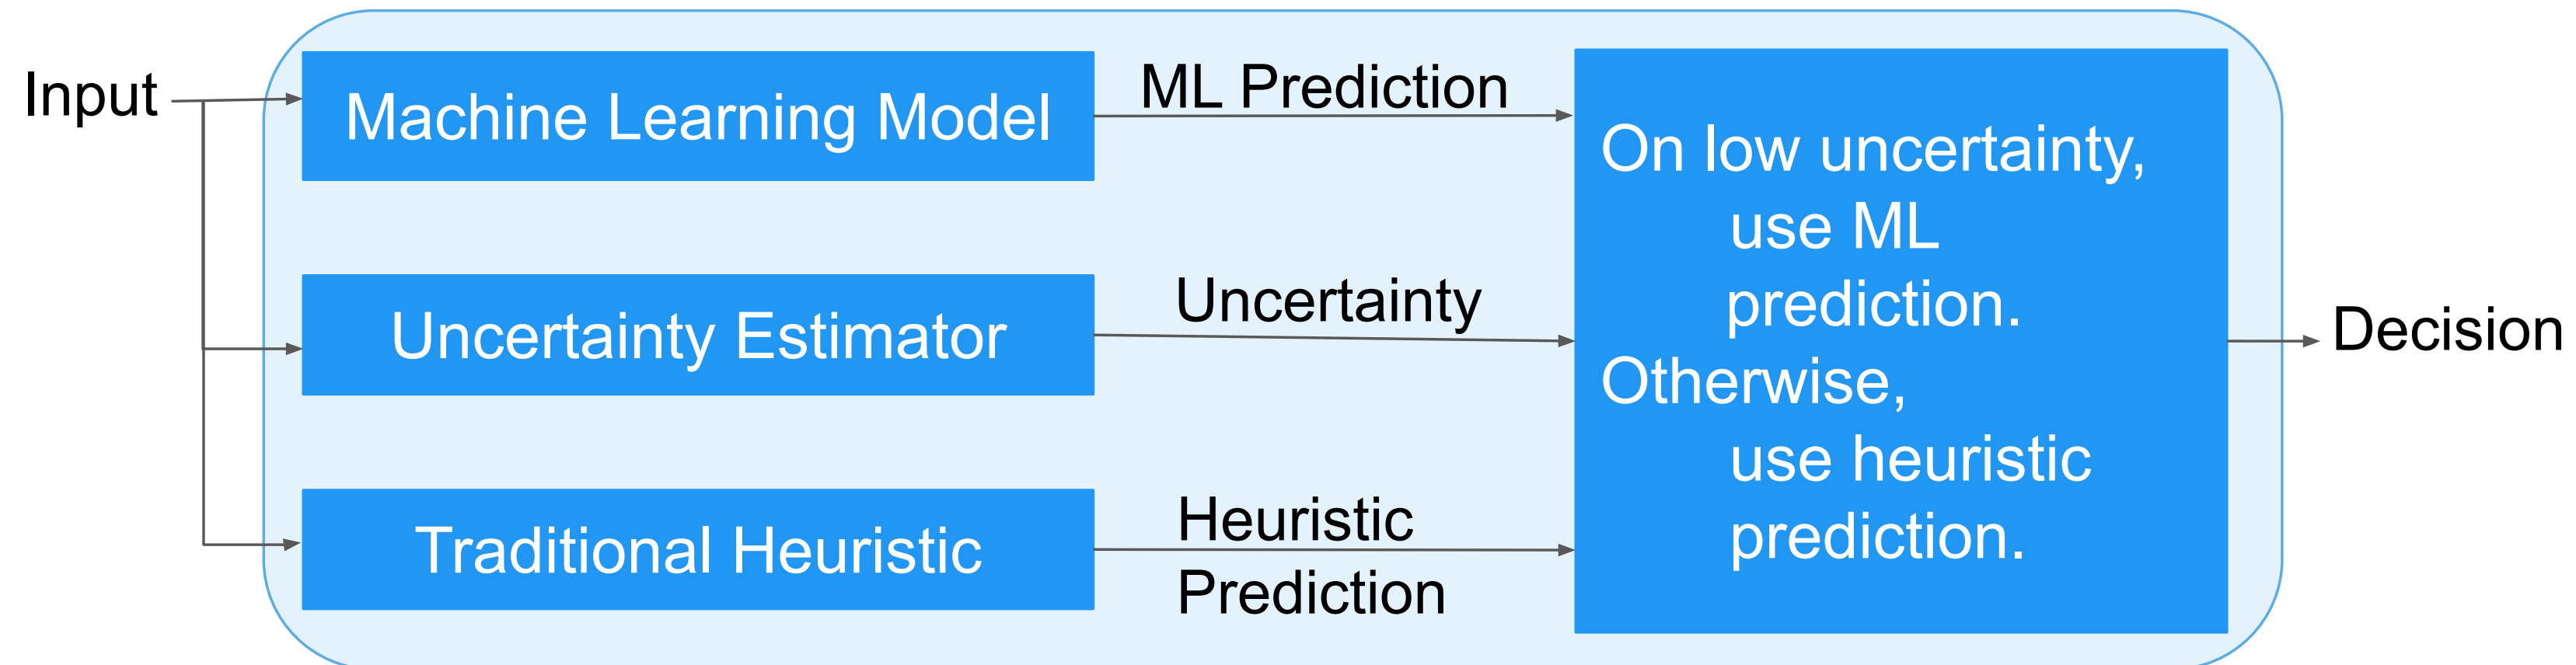 Input
Machine Learning Model
ML Prediction
Uncertainty Estimator
Uncertainty
Traditional Heuristic
Heuristic
Prediction
On low uncertainty,
use ML
prediction.
Otherwise,
use heuristic
prediction.
Decision